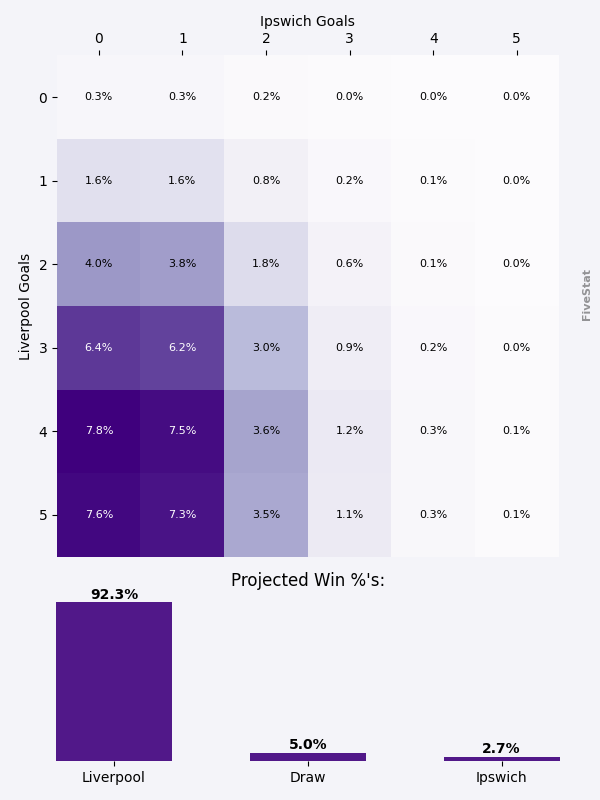 Ipswich Goals
0 1 2 3 4 5
0 0.3% 0.3% 0.2% 0.0% 0.0% 0.0%
1 1.6% 1.6% 0.8% 0.2% 0.1% 0.0%
2 4.0% 3.8% 1.8% 0.6% 0.1% 0.0%
3 6.4% 6.2% 3.0% 0.9% 0.2% 0.0%
4 7.8% 7.5% 3.6% 1.2% 0.3% 0.1%
5 7.6% 7.3% 3.5% 1.1% 0.3% 0.1%
Liverpool Goals
FiveStat
Projected Win %'s:
92.3% 5.0% 2.7%
Liverpool Draw Ipswich